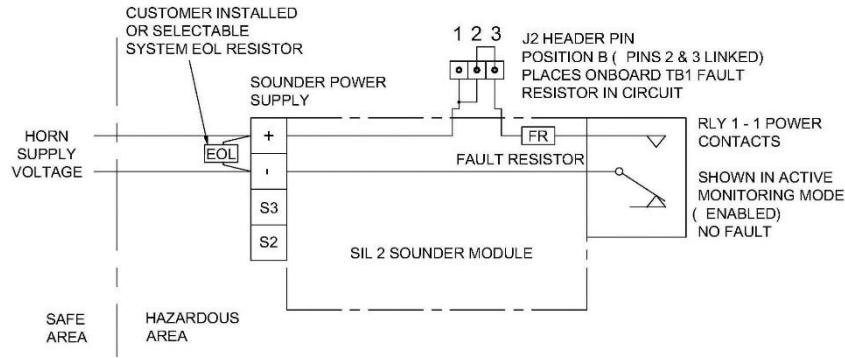 CUSTOMER INSTALLED
OR SELECTABLE
SYSTEM EOL RESISTOR
SOUNDER POWER
SUPPLY
1 2 3
J2 HEADER PIN
POSITION B ( PINS 2 & 3 LINKED)
PLACES ONBOARD TB1 FAULT
RESISTOR IN CIRCUIT
HORN
SUPPLY
VOLTAGE
EOL
+
-
S3
S2
FR
FAULT RESISTOR
RLY 1 - 1 POWER
CONTACTS
SHOWN IN ACTIVE
MONITORING MODE
( ENABLED)
NO FAULT
SIL 2 SOUNDER MODULE
SAFE
AREA
HAZARDOUS
AREA